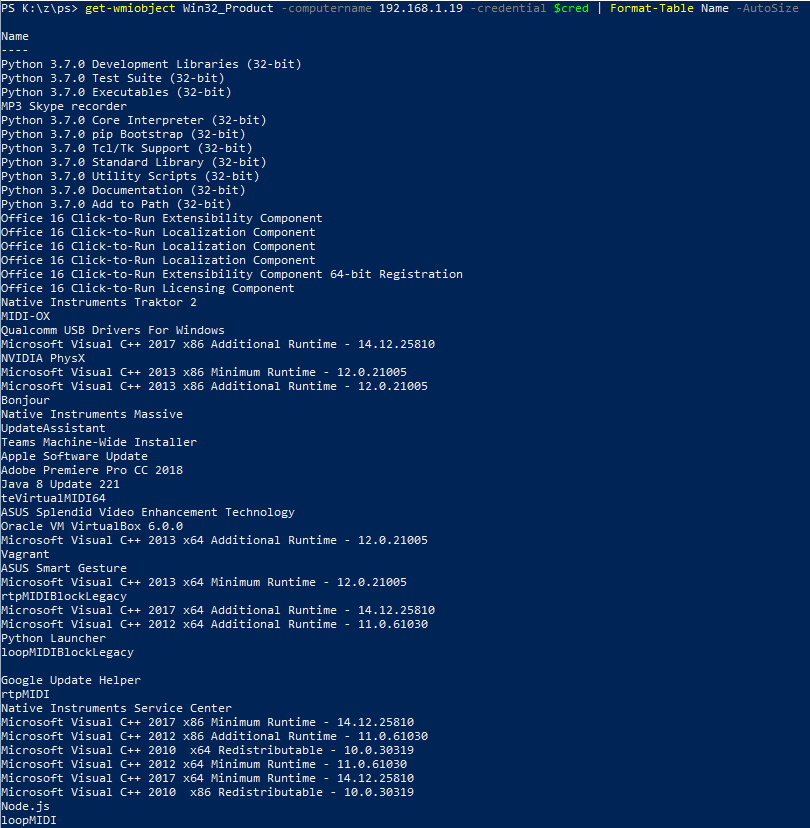 PS K:\z\ps> get-wmiobject Win32_Product -computername 192.168.1.19 -credential $cred | Format-Table Name -AutoSize
Name
----
Python 3.7.0 Development Libraries (32-bit)
Python 3.7.0 Test Suite (32-bit)
Python 3.7.0 Executables (32-bit)
MP3 Skype recorder
Python 3.7.0 Core Interpreter (32-bit)
Python 3.7.0 pip Bootstrap (32-bit)
Python 3.7.0 Tcl/Tk Support (32-bit)
Python 3.7.0 Standard Library (32-bit)
Python 3.7.0 Utility Scripts (32-bit)
Python 3.7.0 Documentation (32-bit)
Python 3.7.0 Add to Path (32-bit)
Office 16 Click-to-Run Extensibility Component
Office 16 Click-to-Run Localization Component
Office 16 Click-to-Run Localization Component
Office 16 Click-to-Run Localization Component
Office 16 Click-to-Run Extensibility Component 64-bit Registration
Office 16 Click-to-Run Licensing Component
Native Instruments Traktor 2
MIDI-OX
Qualcomm USB Drivers For Windows
Microsoft Visual C++ 2017 x86 Additional Runtime - 14.12.25810
NVIDIA PhysX
Microsoft Visual C++ 2013 x86 Minimum Runtime - 12.0.21005
Microsoft Visual C++ 2013 x86 Additional Runtime - 12.0.21005
Bonjour
Native Instruments Massive
UpdateAssistant
Teams Machine-Wide Installer
Apple Software Update
Adobe Premiere Pro CC 2018
Java 8 Update 221
teVirtualMIDI64
ASUS Splendid Video Enhancement Technology
Oracle VM VirtualBox 6.0.0
Microsoft Visual C++ 2013 x64 Additional Runtime - 12.0.21005
Vagrant
ASUS Smart Gesture
Microsoft Visual C++ 2013 x64 Minimum Runtime - 12.0.21005
rtpMIDIBlockLegacy
Microsoft Visual C++ 2017 x64 Additional Runtime - 14.12.25810
Microsoft Visual C++ 2012 x64 Additional Runtime - 11.0.61030
Python Launcher
loopMIDIBlockLegacy
Google Update Helper
rtpMIDI
Native Instruments Service Center
Microsoft Visual C++ 2017 x86 Minimum Runtime - 14.12.25810
Microsoft Visual C++ 2012 x86 Additional Runtime - 11.0.61030
Microsoft Visual C++ 2010  x64 Redistributable - 10.0.30319
Microsoft Visual C++ 2012 x64 Minimum Runtime - 11.0.61030
Microsoft Visual C++ 2017 x64 Minimum Runtime - 14.12.25810
Microsoft Visual C++ 2010  x86 Redistributable - 10.0.30319
Node.js
loopMIDI